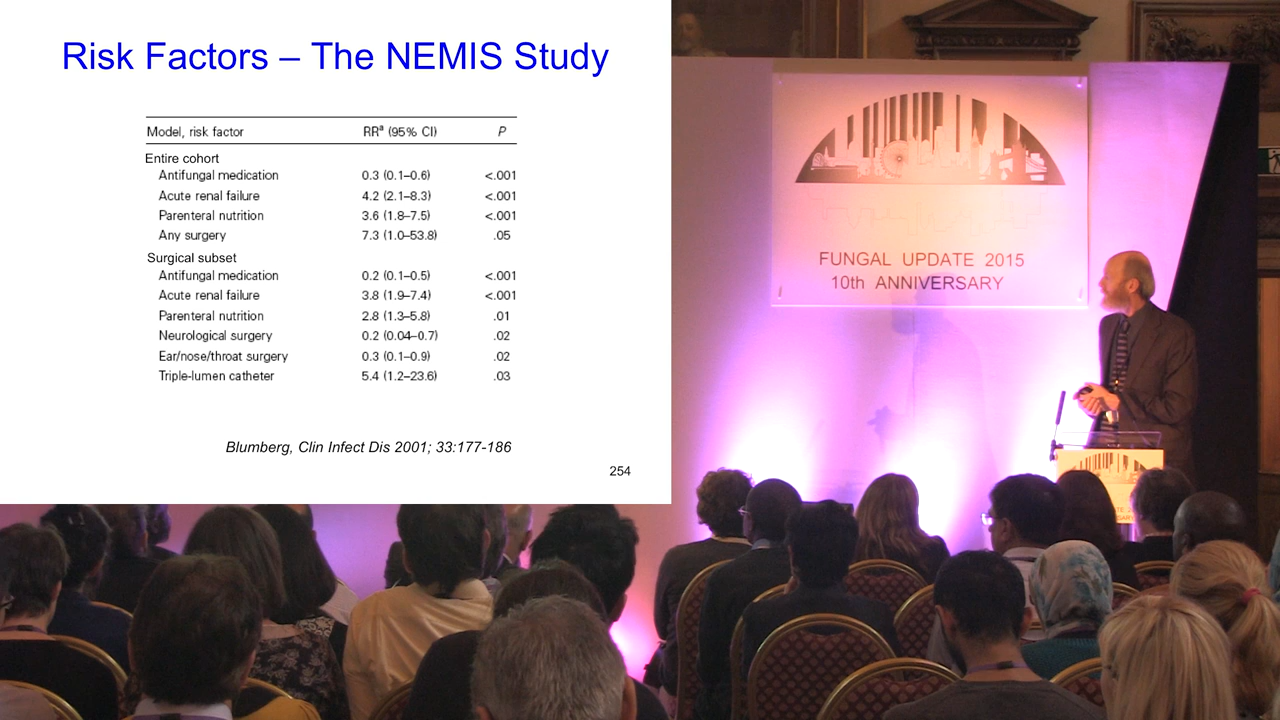 Risk Factors – The NEMIS Study
Model, risk factor RRª (95% CI) P
Entire cohort
Antifungal medication 0.3 (0.1–0.6) <.001
Acute renal failure 4.2 (2.1–8.3) <.001
Parenteral nutrition 3.6 (1.8–7.5) <.001
Any surgery 7.3 (1.0–53.8) .05
Surgical subset
Antifungal medication 0.2 (0.1–0.5) <.001
Acute renal failure 3.8 (1.9–7.4) <.001
Parenteral nutrition 2.8 (1.3–5.8) .01
Neurological surgery 0.2 (0.04–0.7) .02
Ear/nose/throat surgery 0.3 (0.1–0.9) .02
Triple-lumen catheter 5.4 (1.2–23.6) .03
Blumberg, Clin Infect Dis 2001; 33:177-186
254
FUNGAL UPDATE 2015
10th ANNIVERSARY